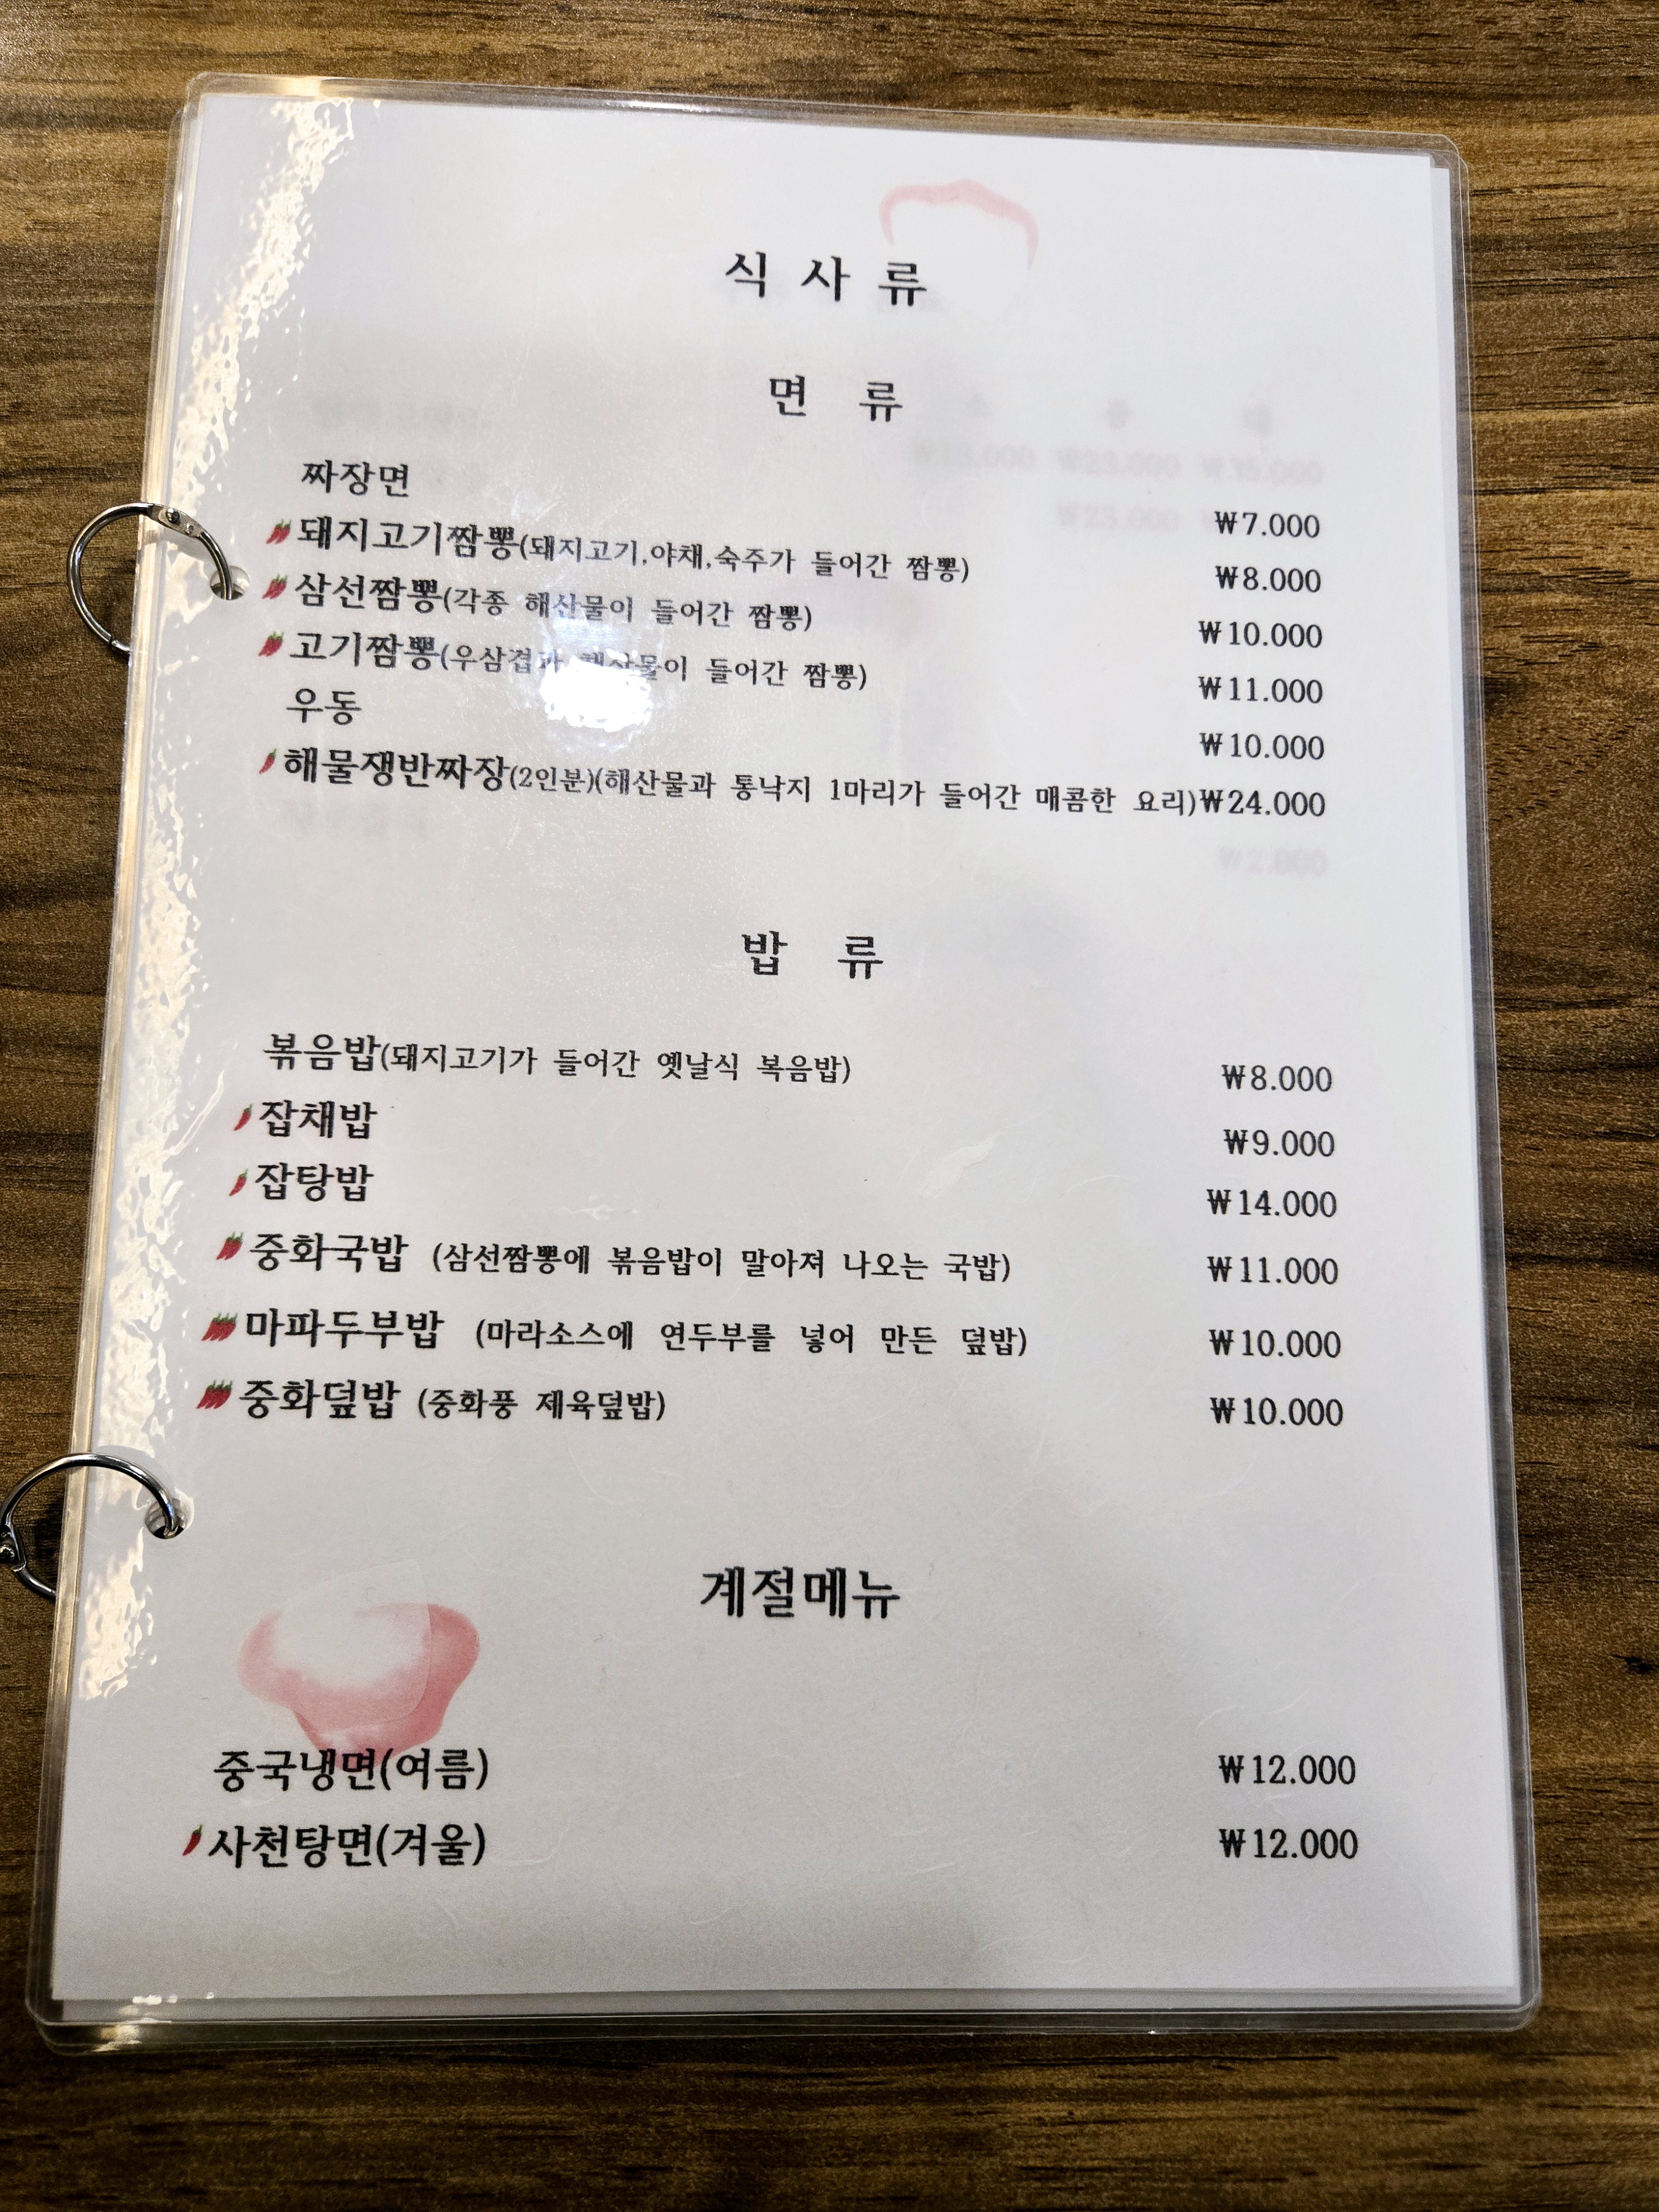 식 사 류
면 류
짜장면 ₩7.000
돼지고기짬뽕(돼지고기,야채,숙주가 들어간 짬뽕) ₩8.000
삼선짬뽕(각종 해산물이 들어간 짬뽕) ₩10.000
고기짬뽕(우삼겹과 해산물이 들어간 짬뽕) ₩11.000
우동 ₩10.000
해물쟁반짜장(2인분)(해산물과 통낙지 1마리가 들어간 매콤한 요리)₩24.000
밥 류
볶음밥(돼지고기가 들어간 옛날식 복음밥) ₩8.000
잡채밥 ₩9.000
잡탕밥 ₩14.000
중화국밥 (삼선짬뽕에 볶음밥이 말아져 나오는 국밥) ₩11.000
마파두부밥 (마라소스에 연두부를 넣어 만든 덮밥) ₩10.000
중화덮밥 (중화풍 제육덮밥) ₩10.000
계절메뉴
중국냉면(여름) ₩12.000
사천탕면(겨울) ₩12.000